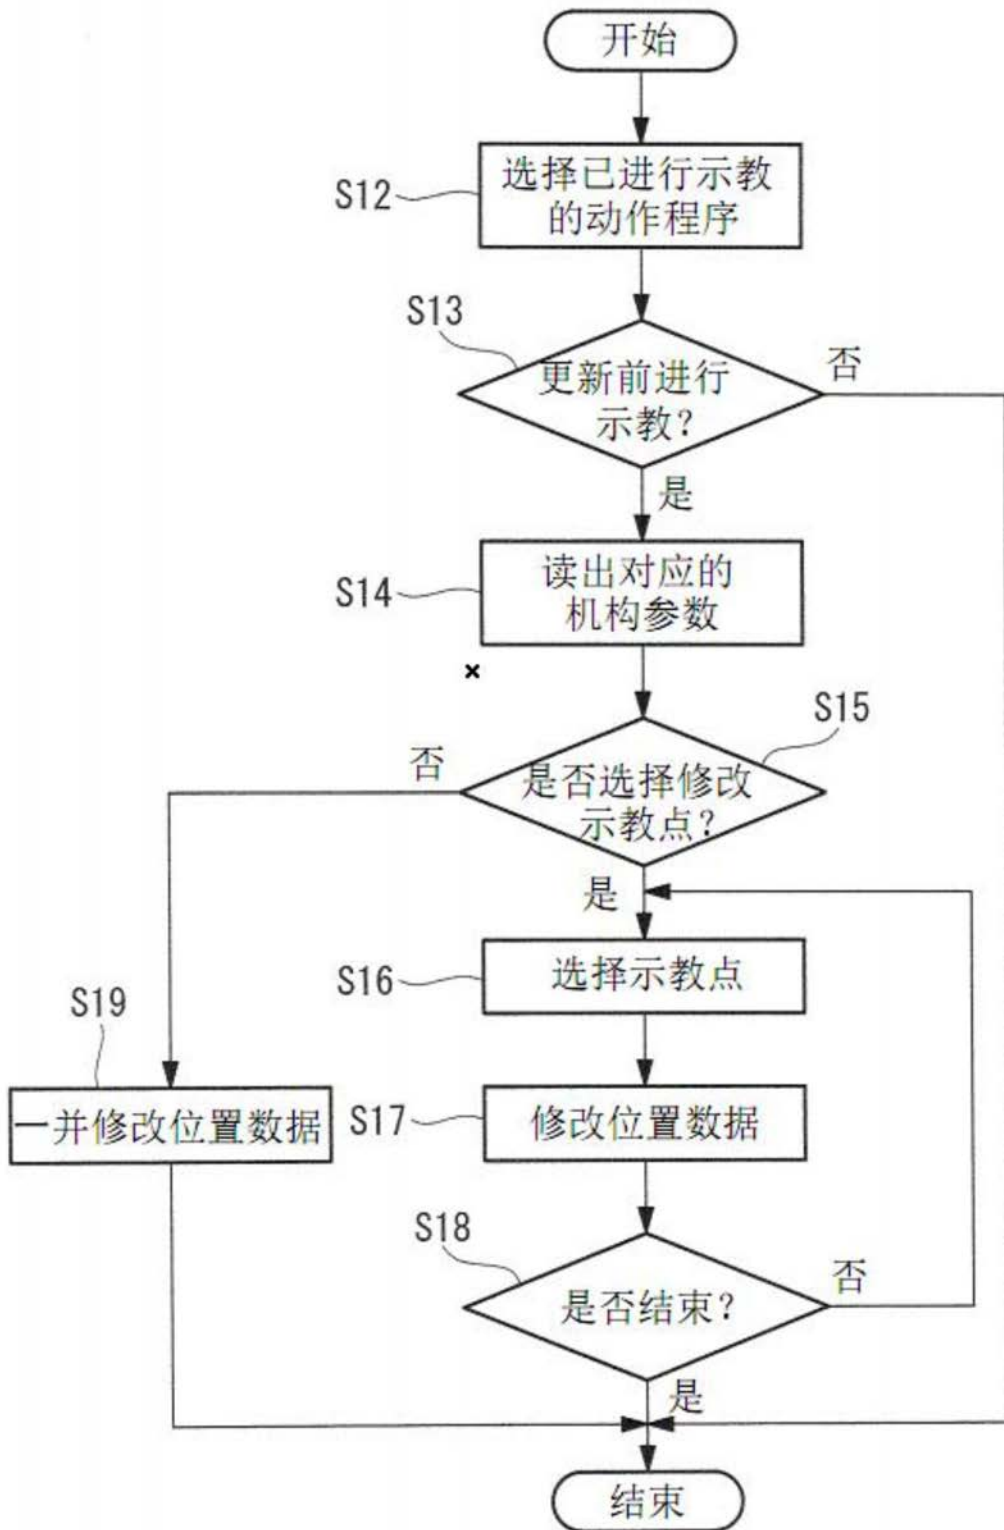 开始
S12
选择已进行示教
的动作程序
S13
更新前进行
示教?
否
是
S14
读出对应的
机构参数
S15
是否选择修改
示教点?
否
是
S16
选择示教点
S19
一并修改位置数据
S17
修改位置数据
S18
是否结束?
否
是
结束